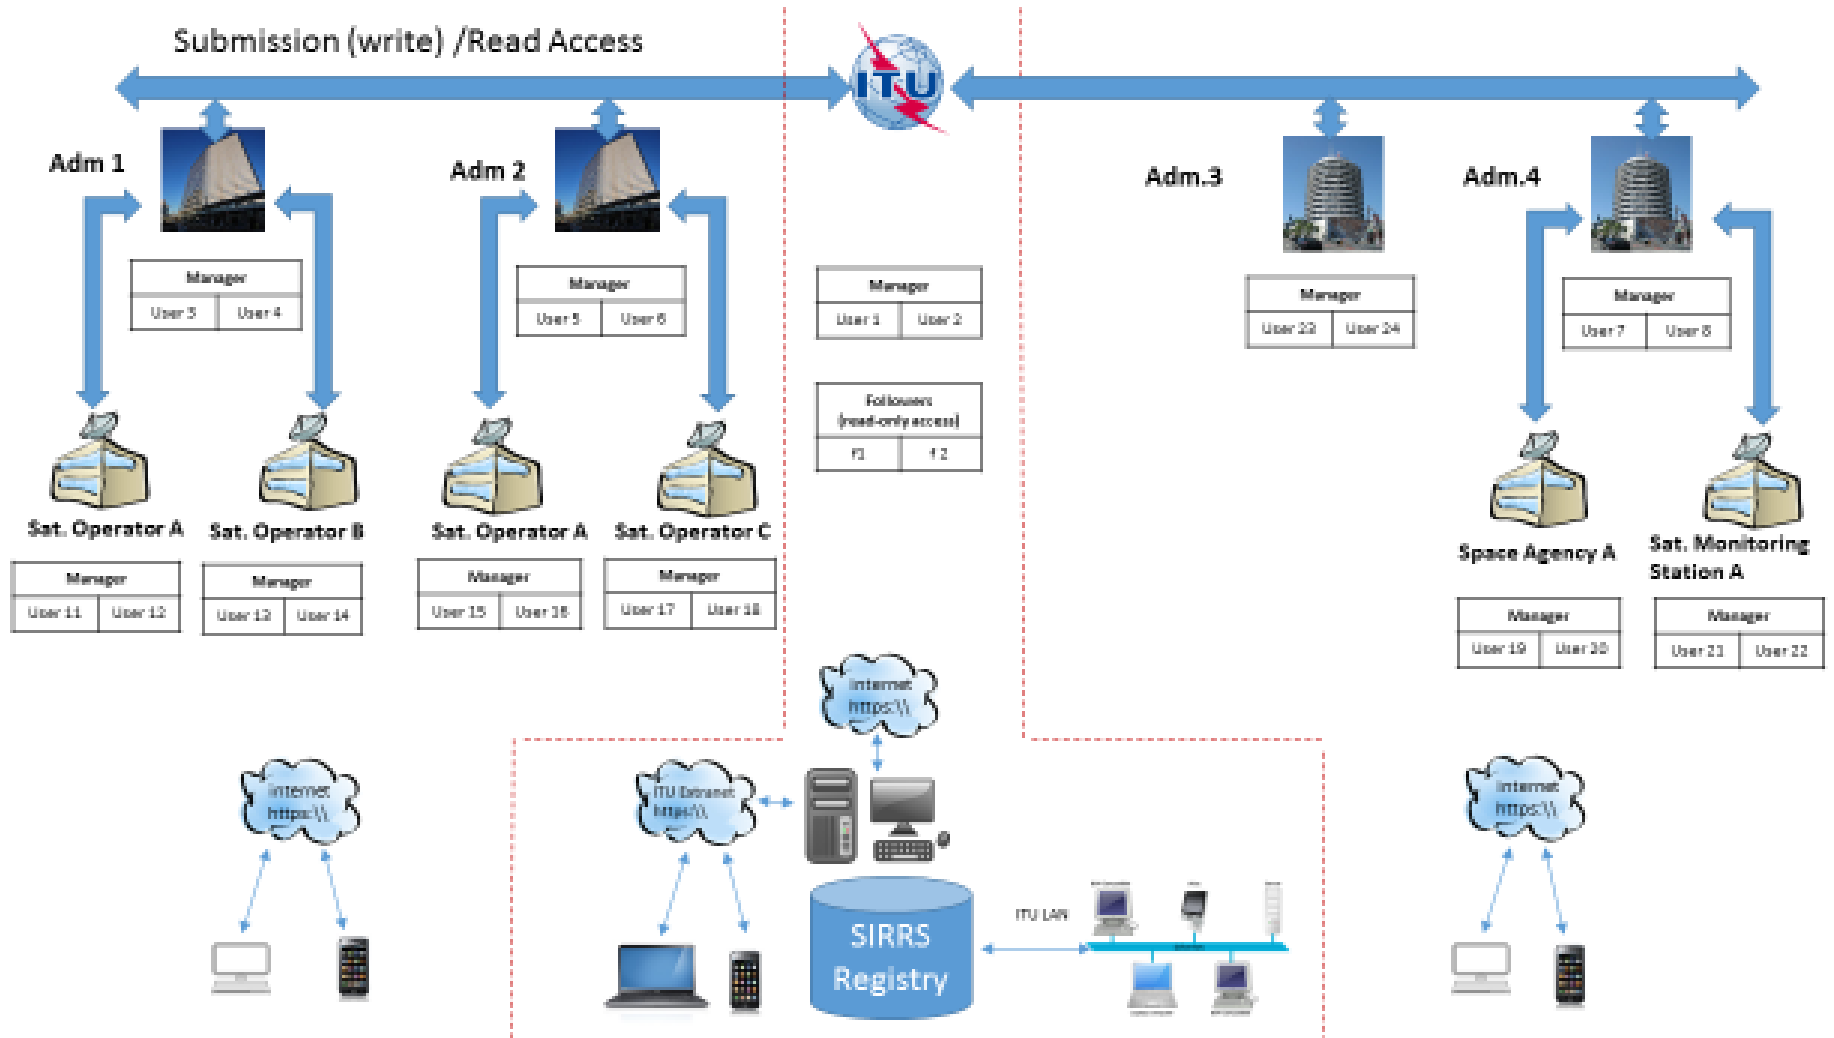 Submission (write) /Read Access
ITU
Adm 1
Adm 2
Adm.3
Adm.4
Manager
User 3 User 4
Manager
User 5 User 6
Manager
User 1 User 2
Manager
User 23 User 24
Manager
User 7 User 8
Followers
(read-only access)
F1 F2
Sat. Operator A
Sat. Operator B
Sat. Operator A
Sat. Operator C
Space Agency A
Sat. Monitoring
Station A
Manager
User 11 User 12
Manager
User 13 User 14
Manager
User 15 User 16
Manager
User 17 User 18
Manager
User 19 User 20
Manager
User 21 User 22
Internet
https:\\
Internet
https:\\
ITU Extranet
https:\\
Internet
https:\\
SIRRS
Registry
ITU LAN